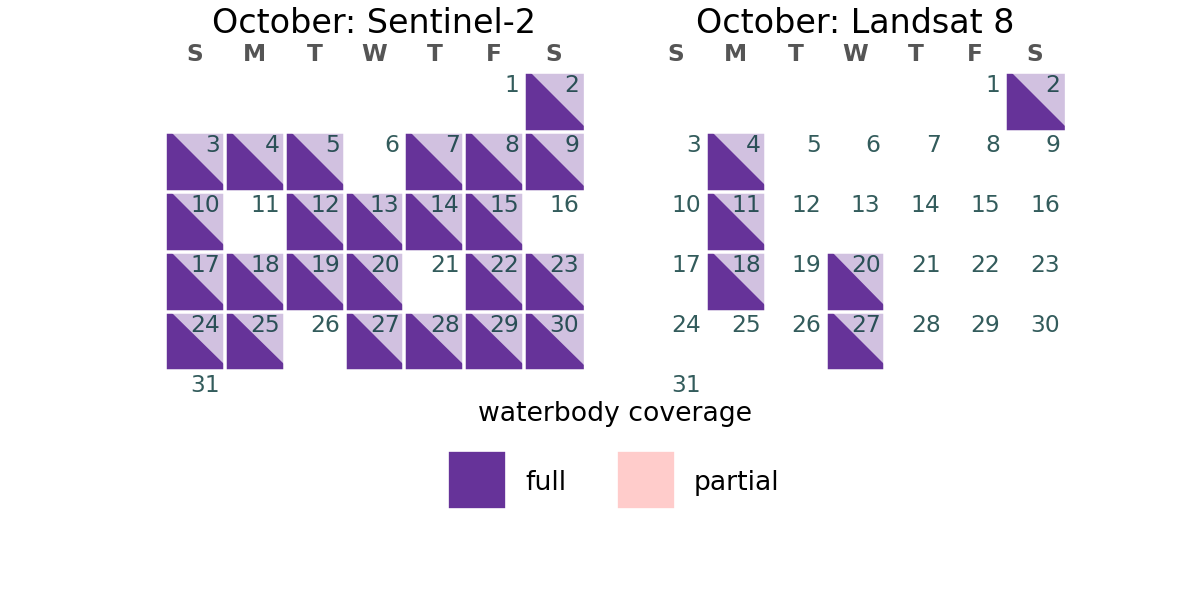 October: Sentinel-2
S M T W T F S
1 2
3 4 5 6 7 8 9
10 11 12 13 14 15 16
17 18 19 20 21 22 23
24 25 26 27 28 29 30
31
October: Landsat 8
S M T W T F S
1 2
3 4 5 6 7 8 9
10 11 12 13 14 15 16
17 18 19 20 21 22 23
24 25 26 27 28 29 30
31
waterbody coverage
full partial